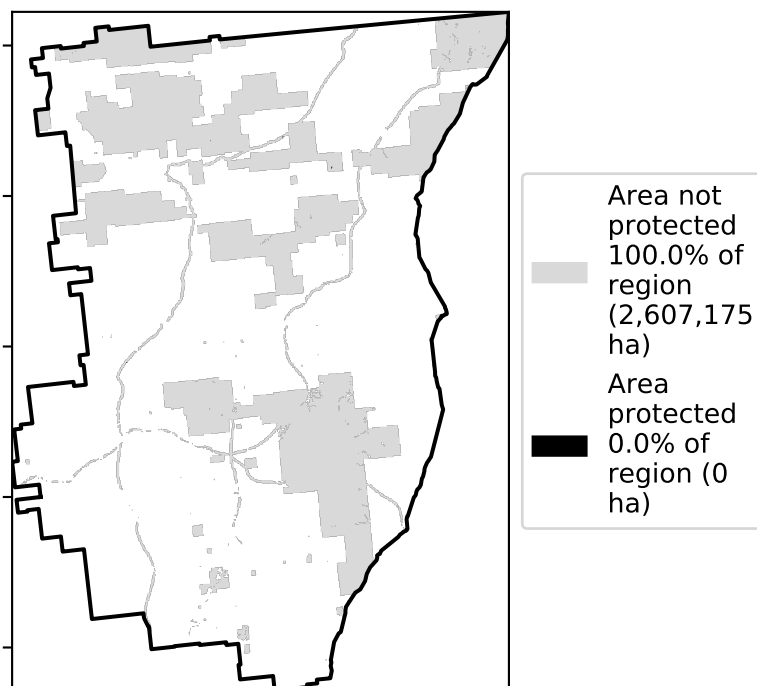 Area not
protected
100.0% of
region
(2,607,175
ha)
Area
protected
0.0% of
region (0
ha)